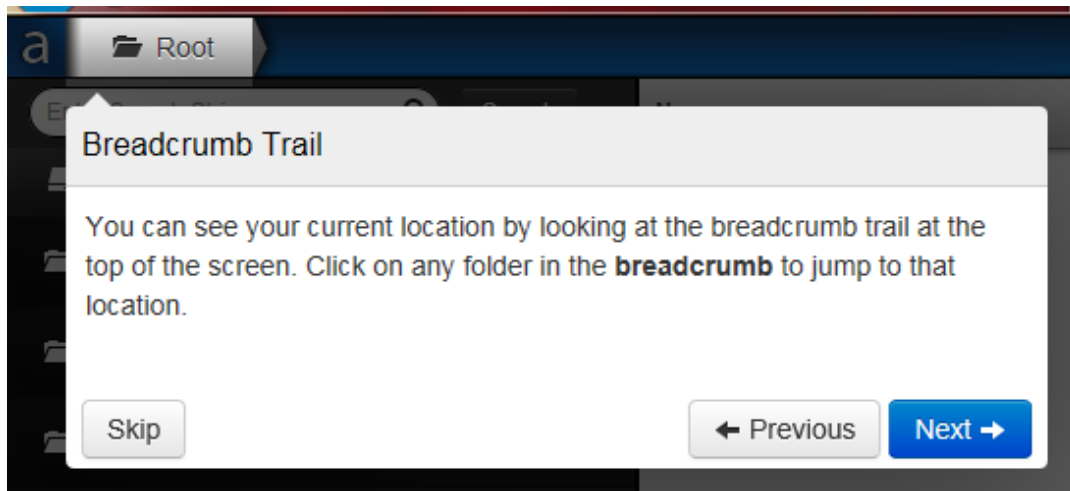 a Root
Breadcrumb Trail
You can see your current location by looking at the breadcrumb trail at the
top of the screen. Click on any folder in the breadcrumb to jump to that
location.
Skip
Previous
Next